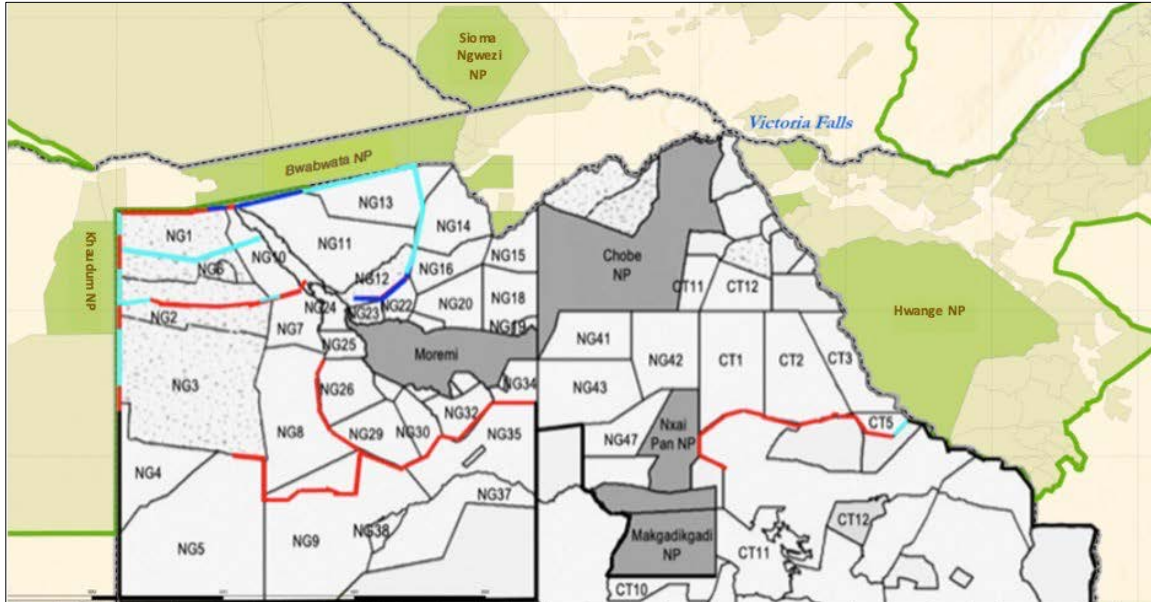 Sioma
Ngwezi
NP
Victoria Falls
Bwabwata NP
NG13
NG1
NG11
NG14
Khaudum NP
NG10
NG6
NG12
NG16
NG15
Chobe
NP
CT11
CT12
NG2
NG24
NG23
NG22
NG20
NG18
Hwange NP
NG7
NG19
NG25
Moremi
NG41
NG42
CT1
CT2
CT3
NG3
NG26
NG34
NG43
NG32
CT5
NG8
NG29
NG30
NG35
NG47
Nxai
Pan NP
NG4
NG37
NG5
NG9
NG38
Makgadikgadi
NP
CT11
CT12
CT10